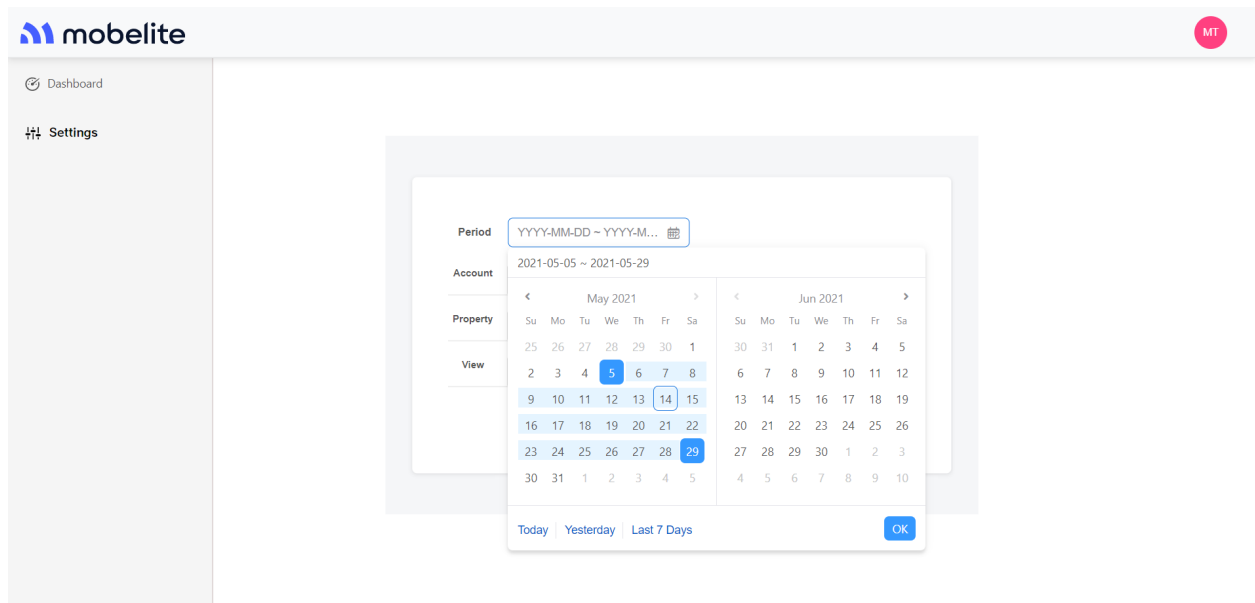 mobelite
MT
Dashboard
Settings
Period
YYYY-MM-DD ~ YYYY-M...
2021-05-05 ~ 2021-05-29
Account
Property
View
May 2021
Su Mo Tu We Th Fr Sa
25 26 27 28 29 30 1
2 3 4 5 6 7 8
9 10 11 12 13 14 15
16 17 18 19 20 21 22
23 24 25 26 27 28 29
30 31 1 2 3 4 5
Jun 2021
Su Mo Tu We Th Fr Sa
30 31 1 2 3 4 5
6 7 8 9 10 11 12
13 14 15 16 17 18 19
20 21 22 23 24 25 26
27 28 29 30 1 2 3
4 5 6 7 8 9 10
Today Yesterday Last 7 Days
OK